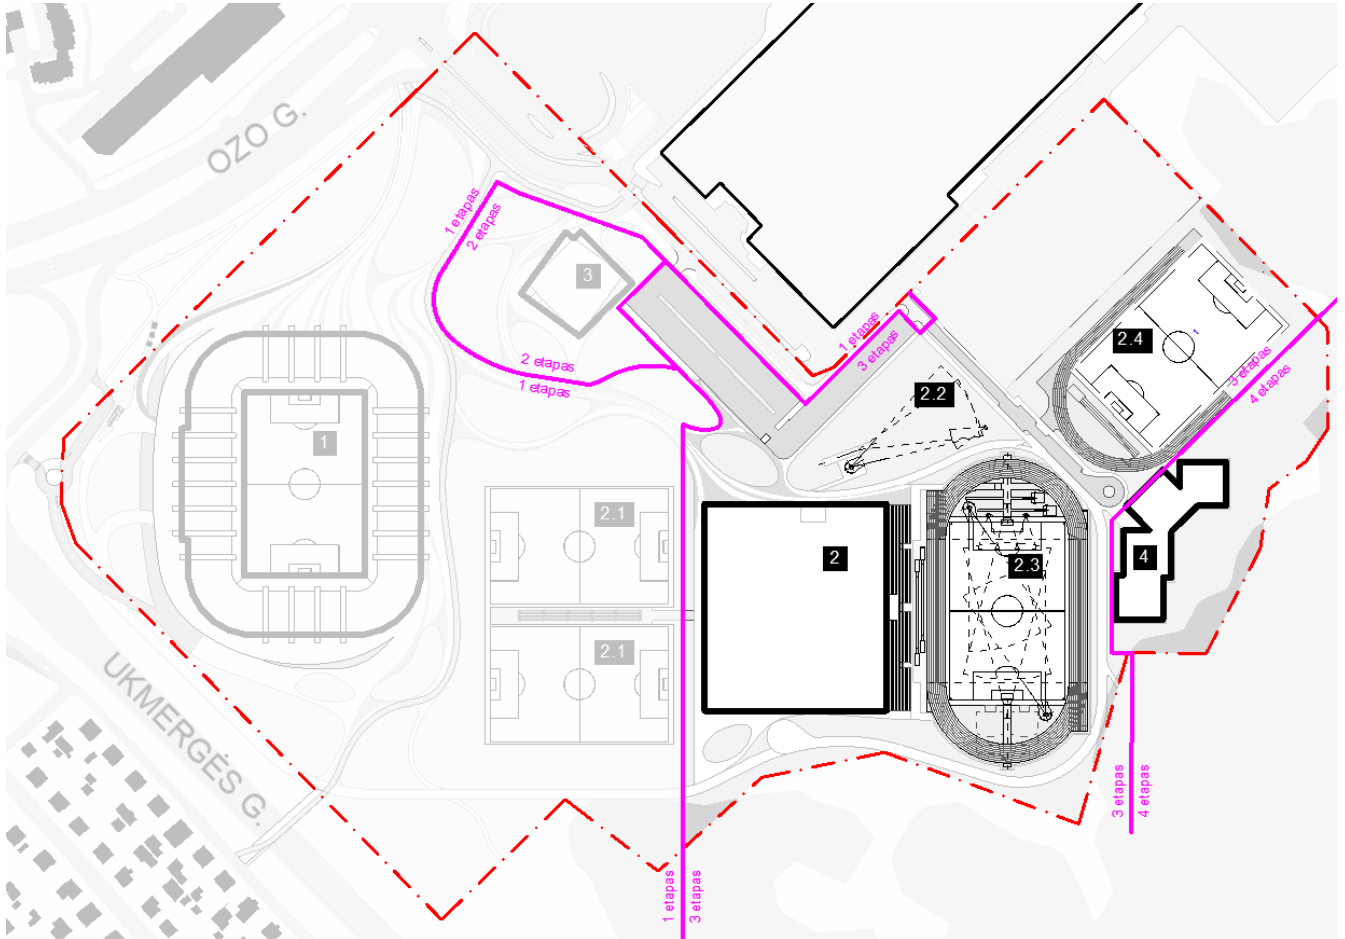 OZO G.
1 etapas
2 etapas
3
1 etapas
3 etapas
2.4
1
3 etapas
4 etapas
2 etapas
1 etapas
2.2
1
2.1
2
2.3
4
2.1
UKMERGĖS G.
3 etapas
4 etapas
1 etapas
3 etapas